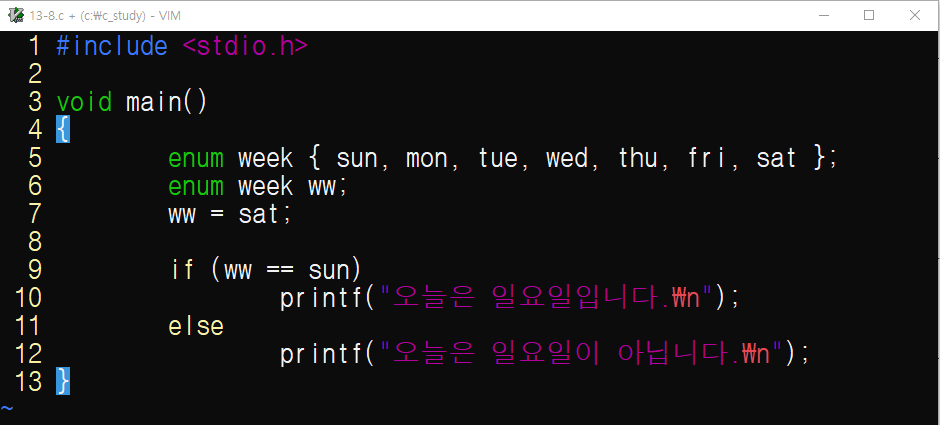 13-8.c + (c:₩c_study) - VIM
1 #include <stdio.h>
2
3 void main()
4 {
5 enum week { sun, mon, tue, wed, thu, fri, sat };
6 enum week ww;
7 ww = sat;
8
9 if (ww == sun)
10 printf("오늘은 일요일입니다.₩n");
11 else
12 printf("오늘은 일요일이 아닙니다.₩n");
13 }
~